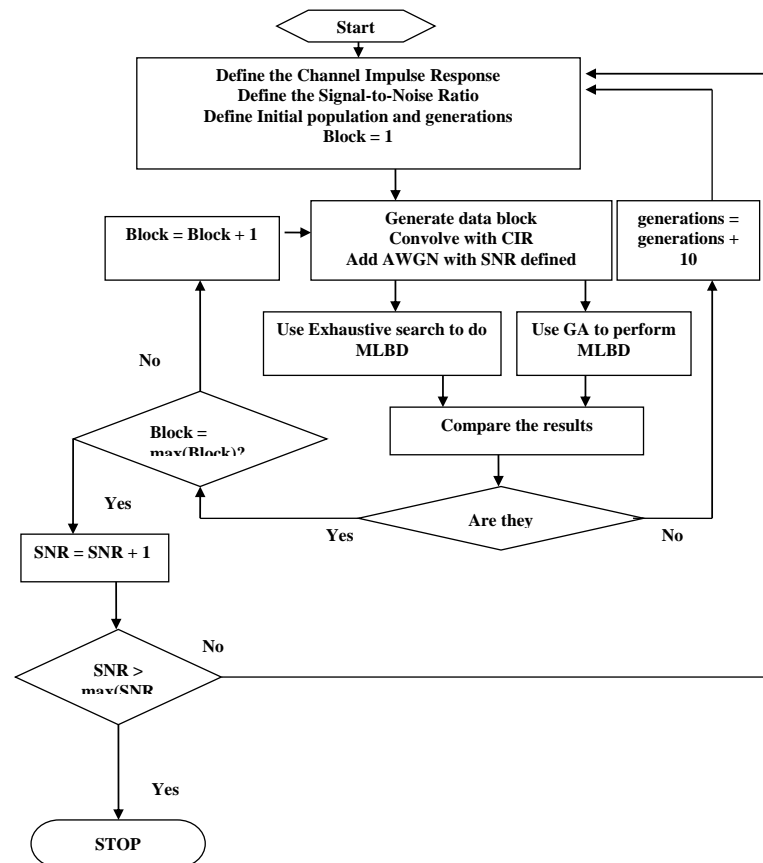 Start
Define the Channel Impulse Response
Define the Signal-to-Noise Ratio
Define Initial population and generations
Block = 1
Block = Block + 1
Generate data block
Convolve with CIR
Add AWGN with SNR defined
generations =
generations +
10
Use Exhaustive search to do
MLBD
Use GA to perform
MLBD
No
Compare the results
Block =
max(Block)?
Yes
Are they
Yes
No
SNR = SNR + 1
No
SNR >
max(SNR
Yes
STOP